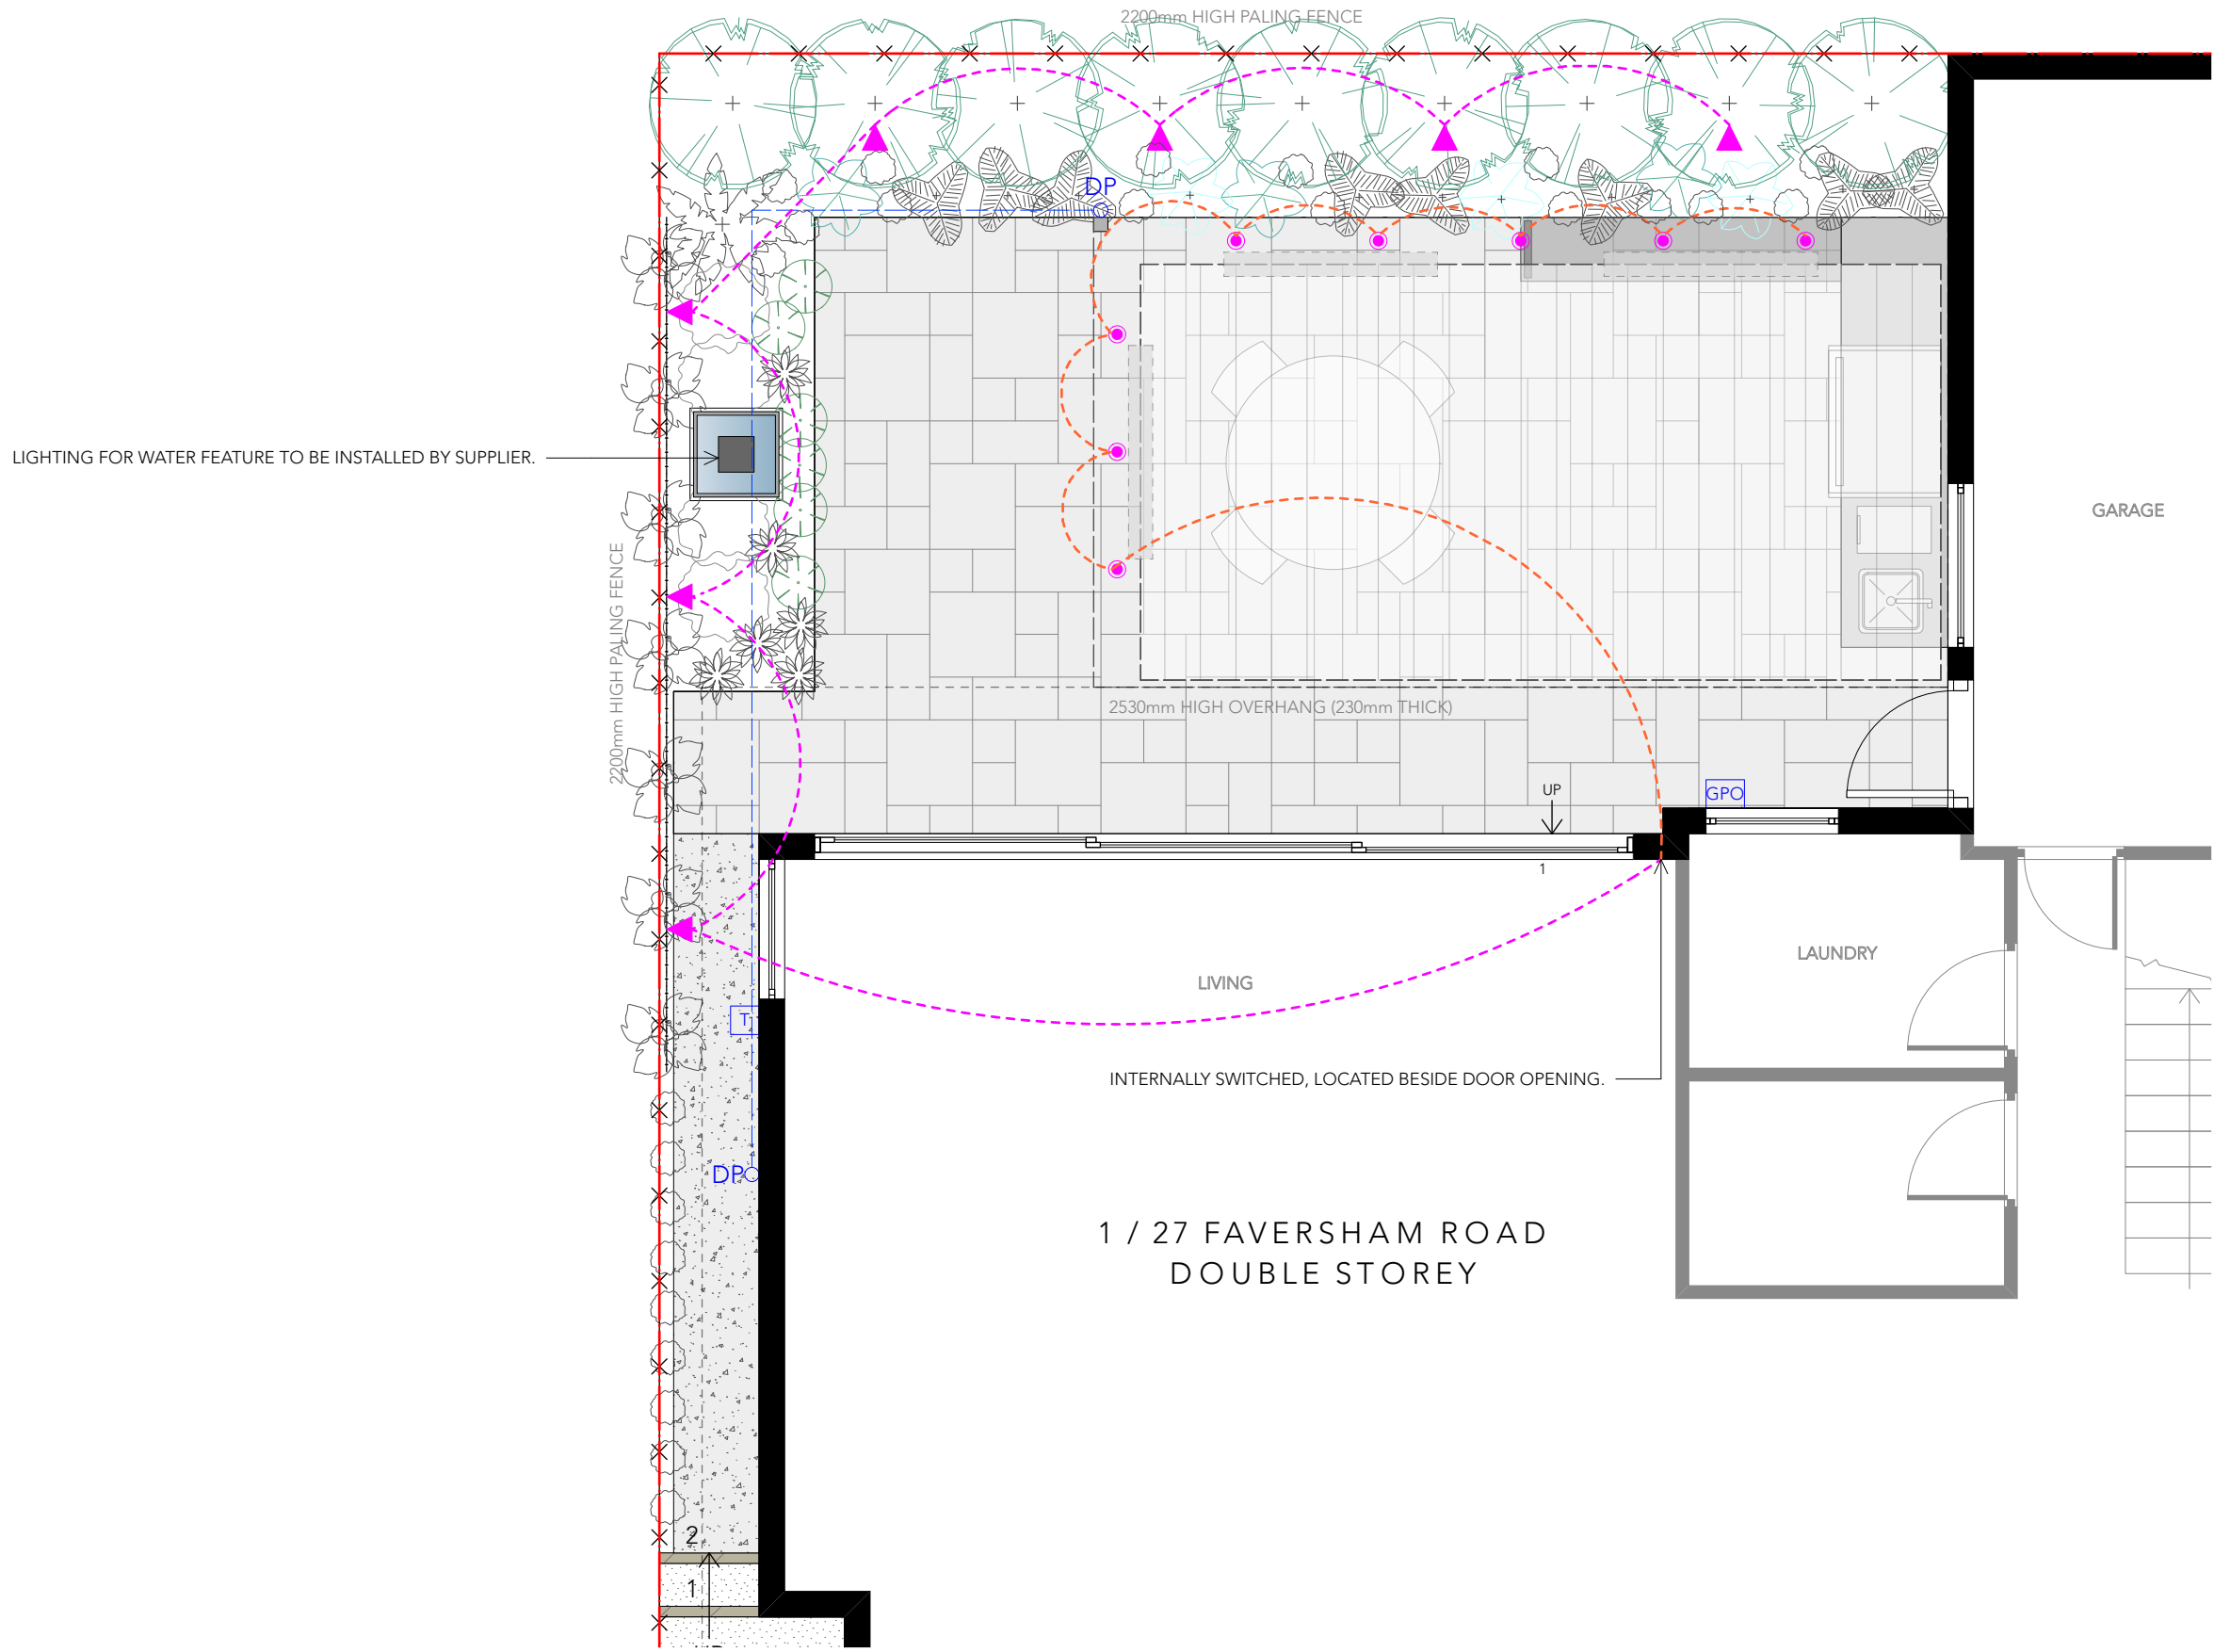 2200mm HIGH PALING FENCE
DP
LIGHTING FOR WATER FEATURE TO BE INSTALLED BY SUPPLIER.
GARAGE
2200mm HIGH PALING FENCE
2530mm HIGH OVERHANG (230mm THICK)
UP
GPO
1
LAUNDRY
LIVING
T
INTERNALLY SWITCHED, LOCATED BESIDE DOOR OPENING.
DP
1 / 27 FAVERSHAM ROAD
DOUBLE STOREY
2
1